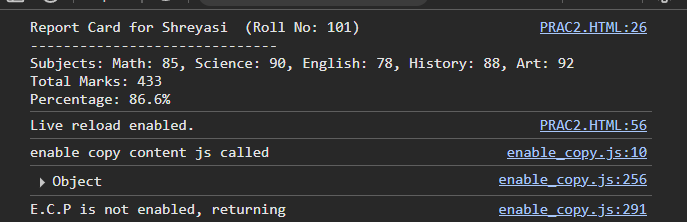 Report Card for Shreyasi  (Roll No: 101) PRAC2.HTML:26
------------------------------
Subjects: Math: 85, Science: 90, English: 78, History: 88, Art: 92
Total Marks: 433
Percentage: 86.6%
Live reload enabled. PRAC2.HTML:56
enable copy content js called enable_copy.js:10
Object enable_copy.js:256
E.C.P is not enabled, returning enable_copy.js:291